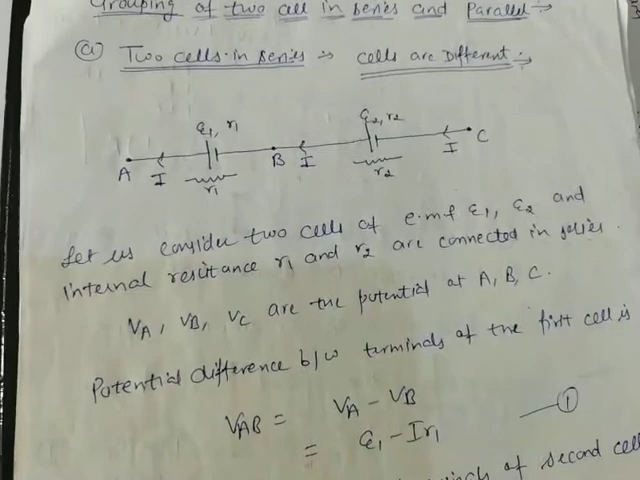 Grouping of two cell in series and Parallel →
(a) Two cells in series ⇒ cells are Different :→
ε1, r1 ε2, r2
A I B I I C
r1 r2
Let us consider two cells of e.m.f ε1, ε2 and
internal resistance r1 and r2 are connected in series.
VA, VB, VC are the potential at A, B, C.
Potential difference b/w terminals of the first cell is
VAB = VA - VB
= ε1 - Ir1 —①
of second cell